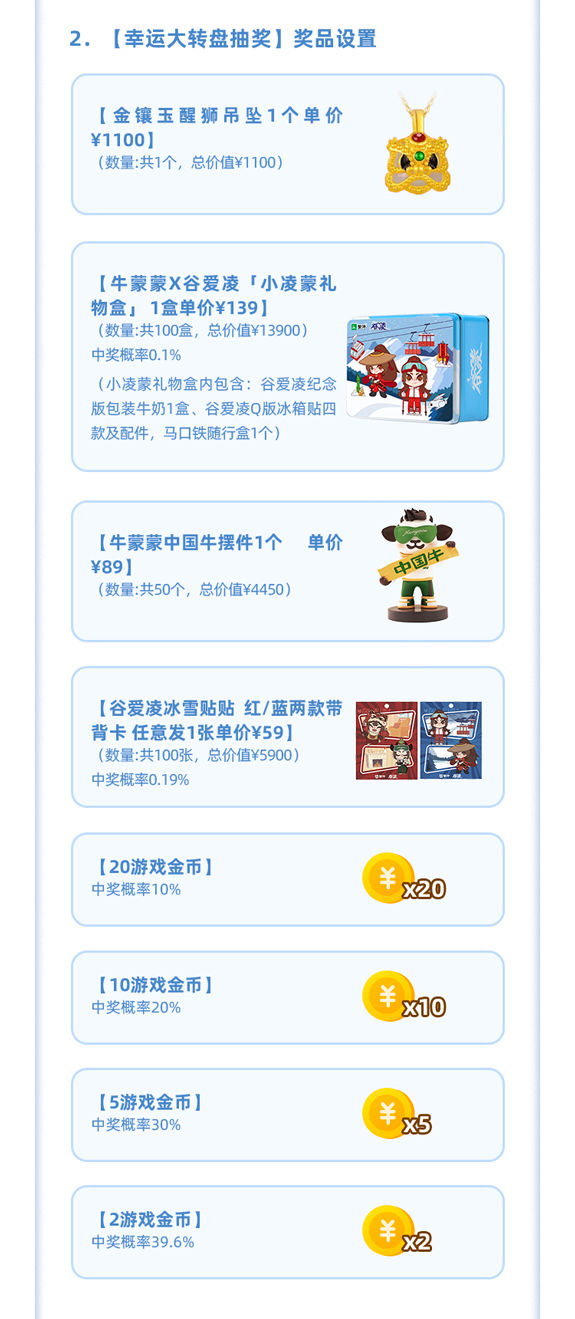 2. 【幸运大转盘抽奖】奖品设置
【金镶玉醒狮吊坠1个单价
¥1100】
（数量:共1个，总价值¥1100）
【牛蒙蒙X谷爱凌「小凌蒙礼
物盒」1盒单价¥139】
（数量:共100盒，总价值¥13900）
中奖概率0.1%
（小凌蒙礼物盒内包含：谷爱凌纪念
版包装牛奶1盒、谷爱凌Q版冰箱贴四
款及配件，马口铁随行盒1个）
【牛蒙蒙中国牛摆件1个 单价
¥89】
（数量:共50个，总价值¥4450）
中国牛
【谷爱凌冰雪贴贴 红/蓝两款带
背卡 任意发1张单价¥59】
（数量:共100张，总价值¥5900）
中奖概率0.19%
【20游戏金币】
中奖概率10%
¥
x20
【10游戏金币】
中奖概率20%
¥
x10
【5游戏金币】
中奖概率30%
¥
x5
【2游戏金币】
中奖概率39.6%
¥
x2